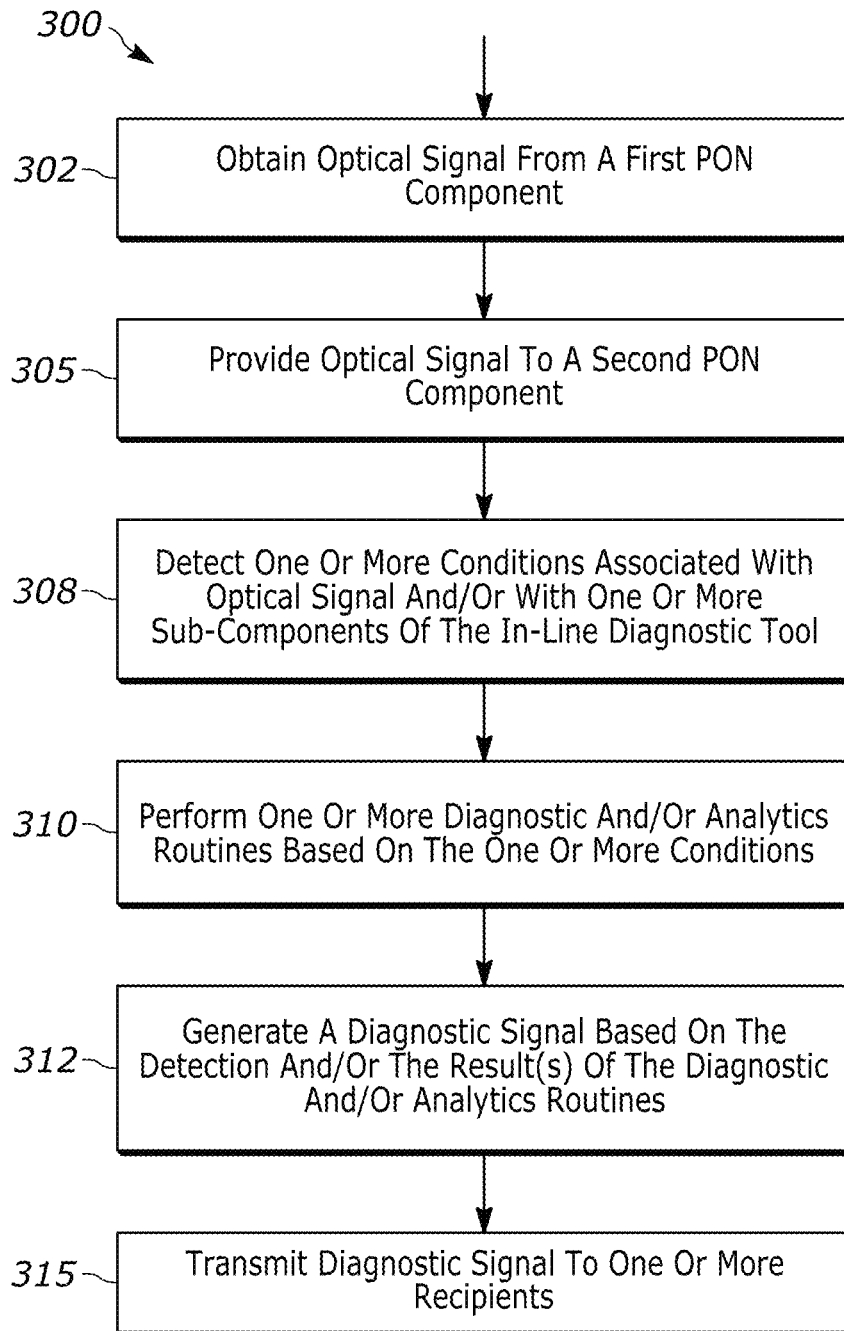 300
302
Obtain Optical Signal From A First PON
Component
305
Provide Optical Signal To A Second PON
Component
308
Detect One Or More Conditions Associated With
Optical Signal And/Or With One Or More
Sub-Components Of The In-Line Diagnostic Tool
310
Perform One Or More Diagnostic And/Or Analytics
Routines Based On The One Or More Conditions
312
Generate A Diagnostic Signal Based On The
Detection And/Or The Result(s) Of The Diagnostic
And/Or Analytics Routines
315
Transmit Diagnostic Signal To One Or More
Recipients